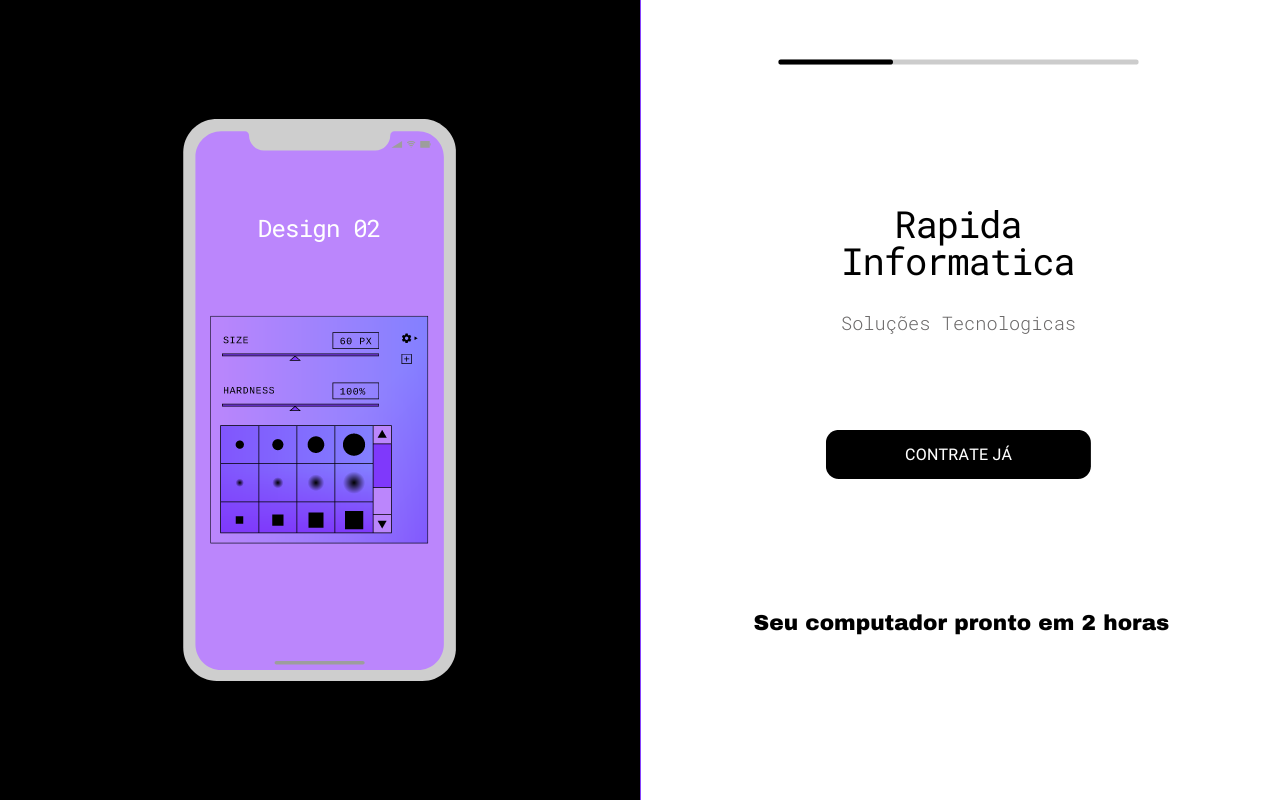 Design 02
SIZE
60 PX
HARDNESS
100%
Rapida
Informatica
Soluções Tecnologicas
CONTRATE JÁ
Seu computador pronto em 2 horas